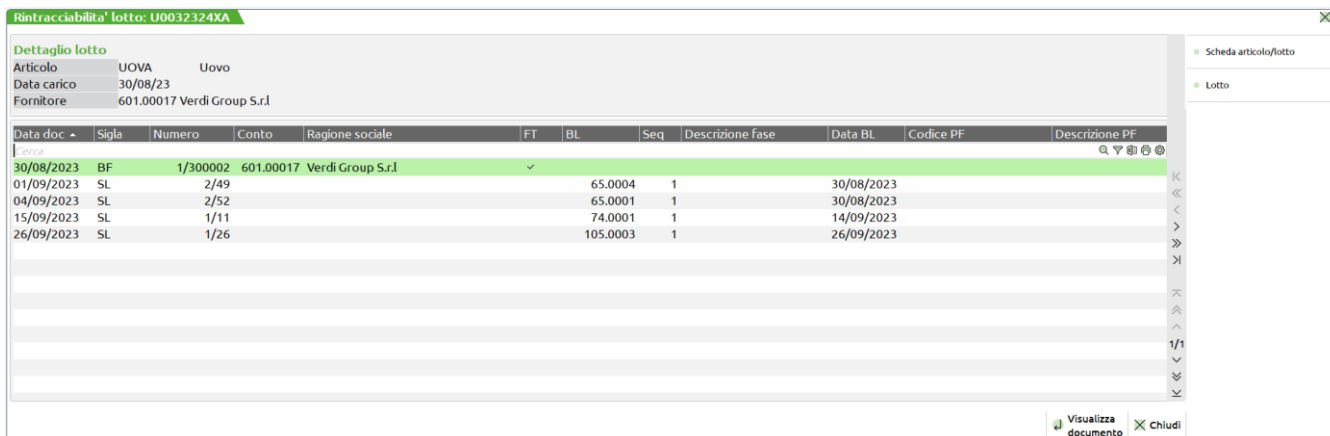 Rintracciabilita' lotto: U0032324XA
Dettaglio lotto
Articolo UOVA Uovo
Data carico 30/08/23
Fornitore 601.00017 Verdi Group S.r.l
Scheda articolo/lotto
Lotto
Data doc Sigla Numero Conto Ragione sociale FT BL Seq Descrizione fase Data BL Codice PF Descrizione PF
Cerca
30/08/2023 BF 1/300002 601.00017 Verdi Group S.r.l
01/09/2023 SL 2/49 65.0004 1 30/08/2023
04/09/2023 SL 2/52 65.0001 1 30/08/2023
15/09/2023 SL 1/11 74.0001 1 14/09/2023
26/09/2023 SL 1/26 105.0003 1 26/09/2023
1/1
Visualizza
documento
Chiudi